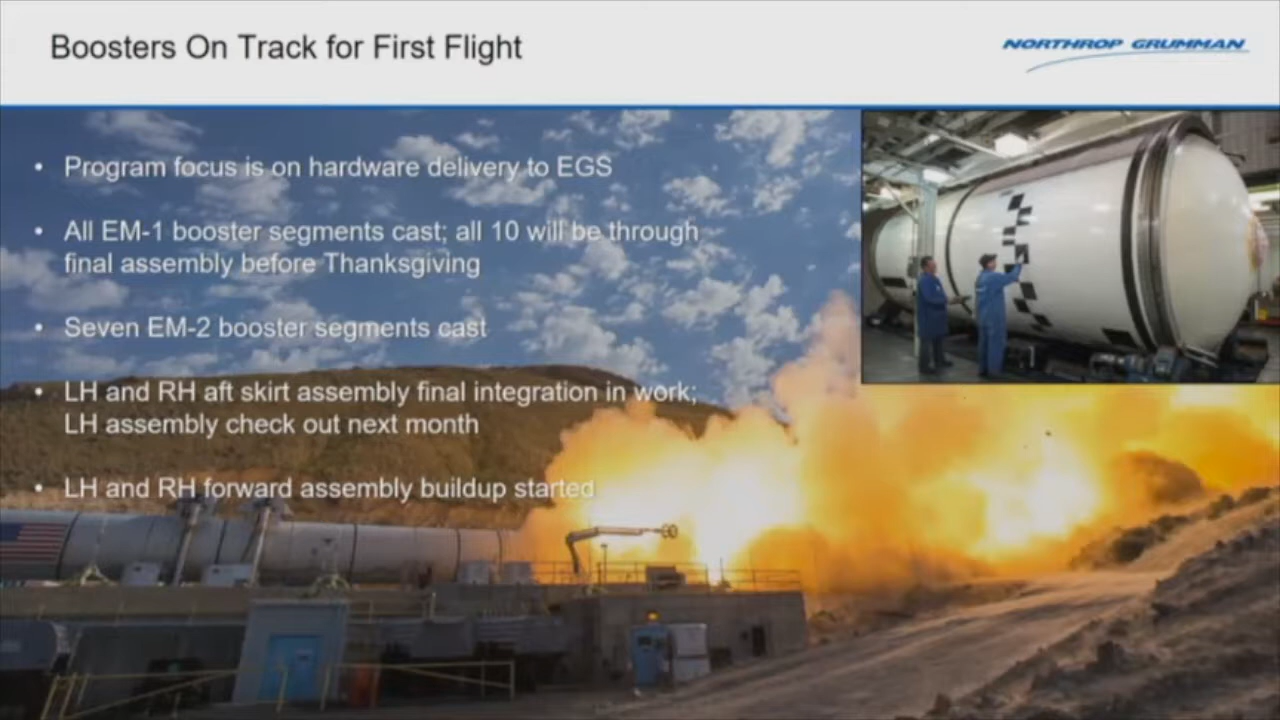 Boosters On Track for First Flight
NORTHROP GRUMMAN
• Program focus is on hardware delivery to EGS
• All EM-1 booster segments cast; all 10 will be through
final assembly before Thanksgiving
• Seven EM-2 booster segments cast
• LH and RH aft skirt assembly final integration in work;
LH assembly check out next month
• LH and RH forward assembly buildup started